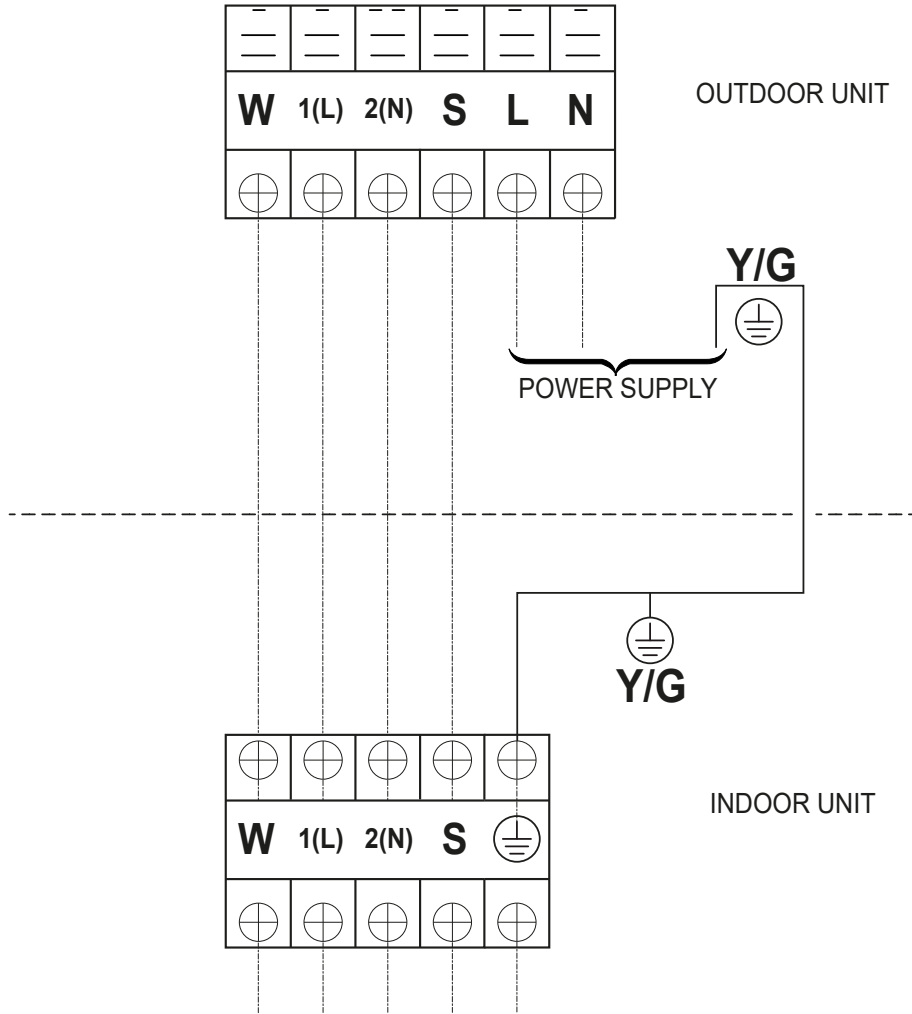 W 1(L) 2(N) S L N
OUTDOOR UNIT
Y/G
POWER SUPPLY
Y/G
INDOOR UNIT
W 1(L) 2(N) S